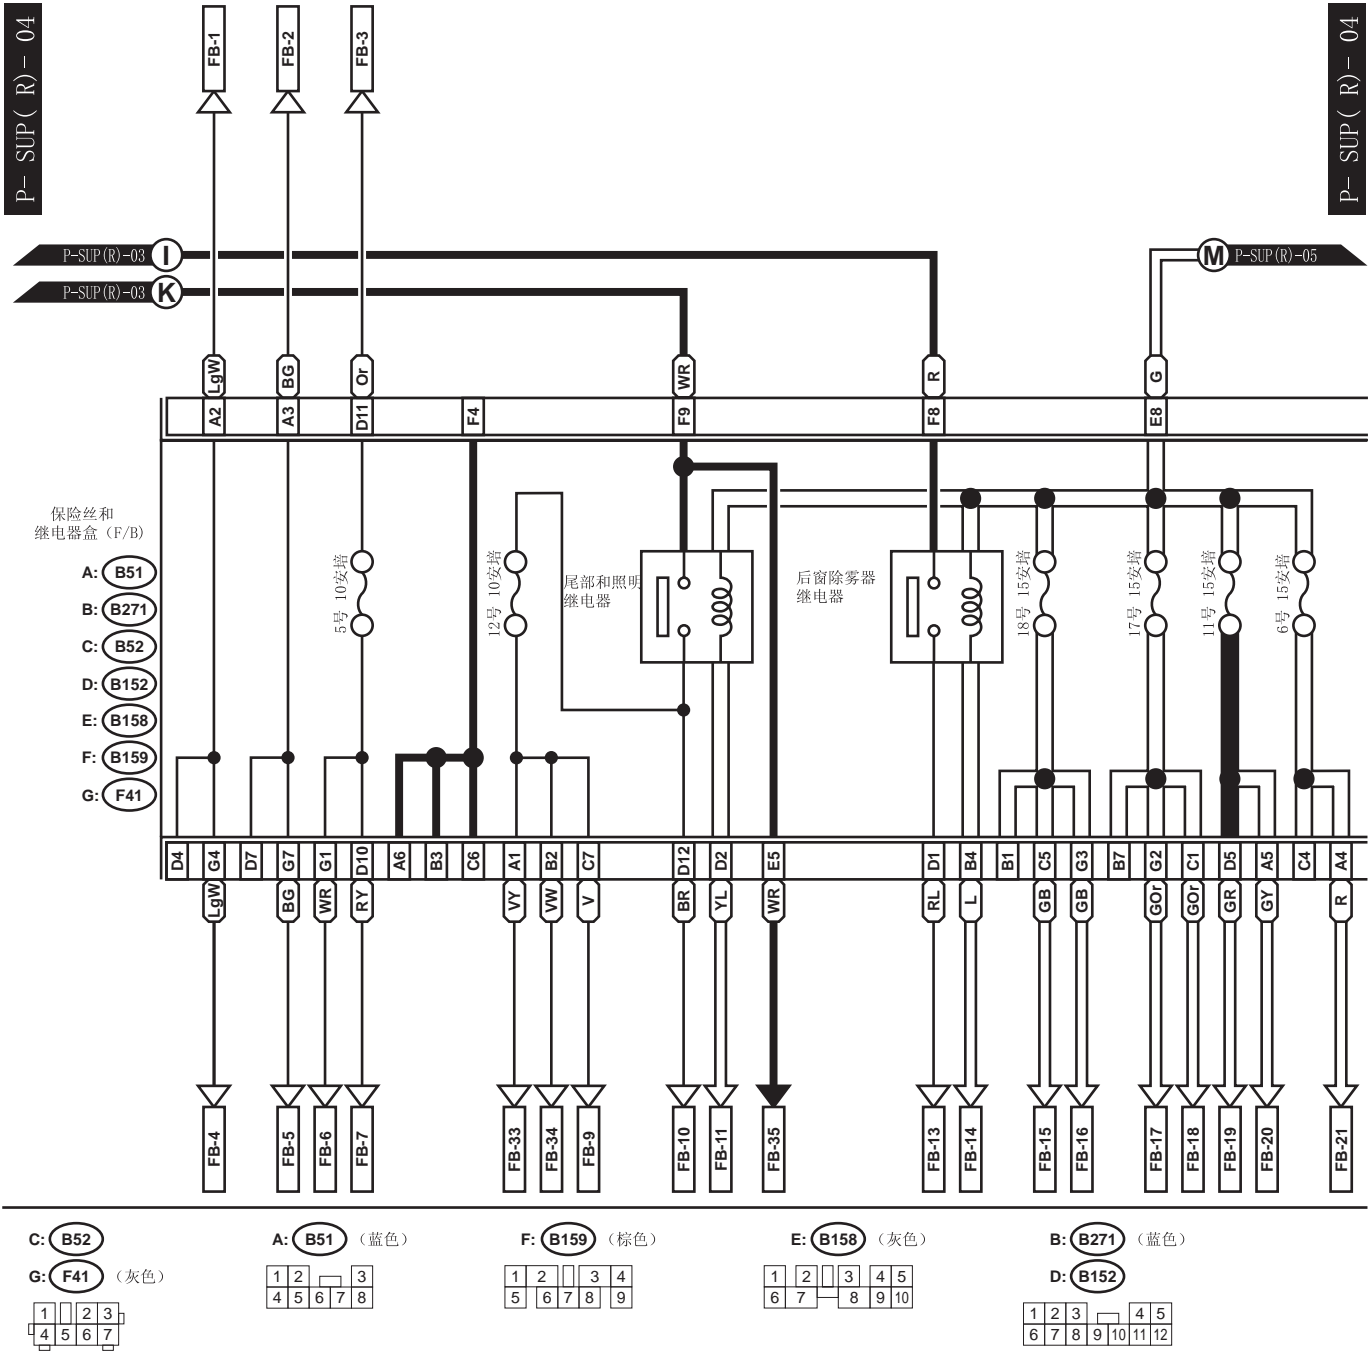 P- SUP( R)- 04
P- SUP( R)- 04
FB-1
FB-2
FB-3
P-SUP(R)-03
I
M
P-SUP(R)-05
P-SUP(R)-03
K
LgW
BG
Or
WR
R
G
A2
A3
D11
F4
F9
F8
E8
保险丝和
继电器盒（F/B)
A: B51
B: B271
C: B52
D: B152
E: B158
F: B159
G: F41
5号 10安培
12号 10安培
尾部和照明
继电器
后窗除雾器
继电器
18号 15安培
17号 15安培
11号 15安培
6号 15安培
D4
G4
D7
G7
G1
D10
A6
B3
C6
A1
B2
C7
D12
D2
E5
D1
B4
B1
C5
G3
B7
G2
C1
D5
A5
C4
A4
LgW
BG
WR
RY
VY
VW
V
BR
YL
WR
RL
L
GB
GB
GOr
GOr
GR
GY
R
FB-4
FB-5
FB-6
FB-7
FB-33
FB-34
FB-9
FB-10
FB-11
FB-35
FB-13
FB-14
FB-15
FB-16
FB-17
FB-18
FB-19
FB-20
FB-21
C: B52
G: F41 （灰色）
1 2 3
4 5 6 7
A: B51 （蓝色）
1 2 3
4 5 6 7 8
F: B159 （棕色）
1 2 3 4
5 6 7 8 9
E: B158 （灰色）
1 2 3 4 5
6 7 8 9 10
B: B271 （蓝色）
D: B152
1 2 3 4 5
6 7 8 9 10 11 12